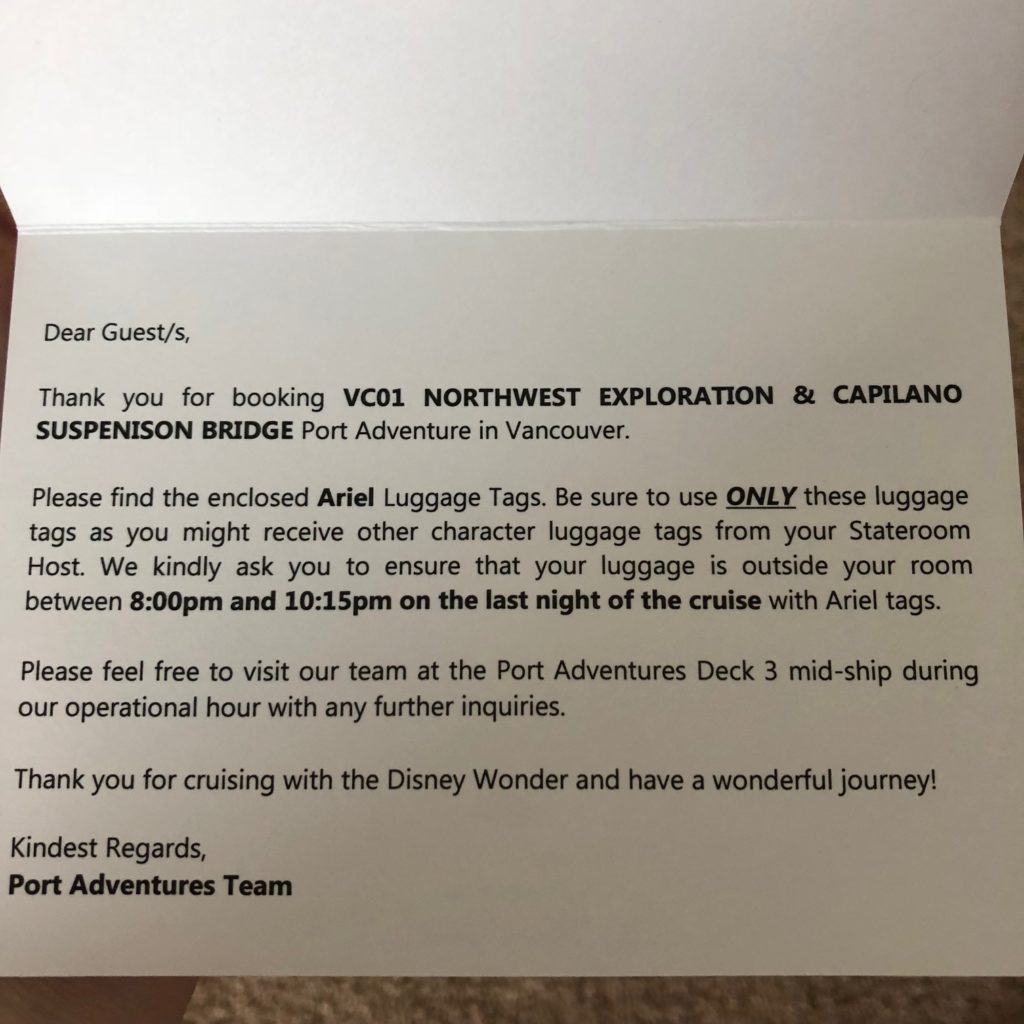 Dear Guest/s,
Thank you for booking VC01 NORTHWEST EXPLORATION & CAPILANO
SUSPENISON BRIDGE Port Adventure in Vancouver.
Please find the enclosed Ariel Luggage Tags. Be sure to use ONLY these luggage
tags as you might receive other character luggage tags from your Stateroom
Host. We kindly ask you to ensure that your luggage is outside your room
between 8:00pm and 10:15pm on the last night of the cruise with Ariel tags.
Please feel free to visit our team at the Port Adventures Deck 3 mid-ship during
our operational hour with any further inquiries.
Thank you for cruising with the Disney Wonder and have a wonderful journey!
Kindest Regards,
Port Adventures Team